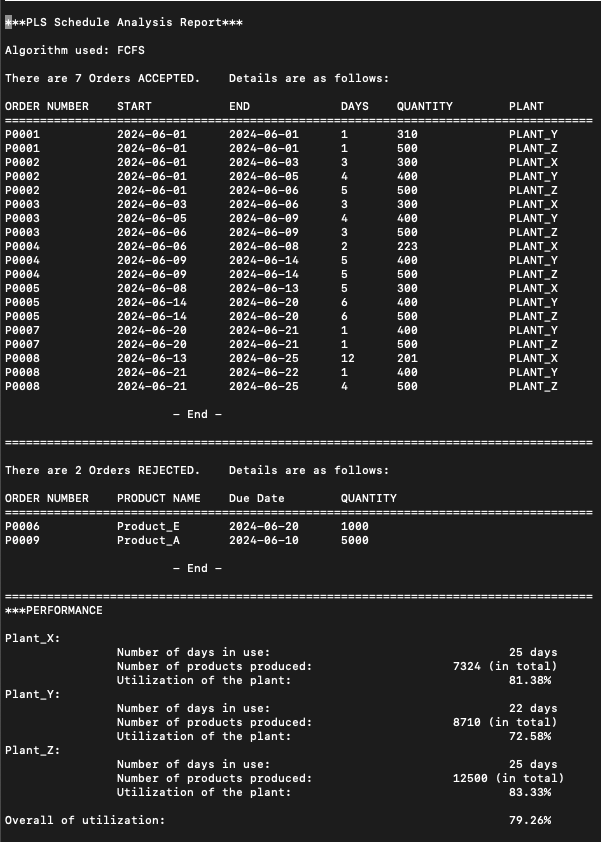 ***PLS Schedule Analysis Report***
Algorithm used: FCFS
There are 7 Orders ACCEPTED.    Details are as follows:
ORDER NUMBER    START           END             DAYS    QUANTITY        PLANT
====================================================================================
P0001           2024-06-01      2024-06-01      1       310             PLANT_Y
P0001           2024-06-01      2024-06-01      1       500             PLANT_Z
P0002           2024-06-01      2024-06-03      3       300             PLANT_X
P0002           2024-06-01      2024-06-05      4       400             PLANT_Y
P0002           2024-06-01      2024-06-06      5       500             PLANT_Z
P0003           2024-06-03      2024-06-06      3       300             PLANT_X
P0003           2024-06-05      2024-06-09      4       400             PLANT_Y
P0003           2024-06-06      2024-06-09      3       500             PLANT_Z
P0004           2024-06-06      2024-06-08      2       223             PLANT_X
P0004           2024-06-09      2024-06-14      5       400             PLANT_Y
P0004           2024-06-09      2024-06-14      5       500             PLANT_Z
P0005           2024-06-08      2024-06-13      5       300             PLANT_X
P0005           2024-06-14      2024-06-20      6       400             PLANT_Y
P0005           2024-06-14      2024-06-20      6       500             PLANT_Z
P0007           2024-06-20      2024-06-21      1       400             PLANT_Y
P0007           2024-06-20      2024-06-21      1       500             PLANT_Z
P0008           2024-06-13      2024-06-25      12      201             PLANT_X
P0008           2024-06-21      2024-06-22      1       400             PLANT_Y
P0008           2024-06-21      2024-06-25      4       500             PLANT_Z
- End -
====================================================================================
There are 2 Orders REJECTED.    Details are as follows:
ORDER NUMBER    PRODUCT NAME    Due Date        QUANTITY
====================================================================================
P0006           Product_E       2024-06-20      1000
P0009           Product_A       2024-06-10      5000
- End -
====================================================================================
***PERFORMANCE
Plant_X:
Number of days in use:                                  25 days
Number of products produced:                    7324 (in total)
Utilization of the plant:                               81.38%
Plant_Y:
Number of days in use:                                  22 days
Number of products produced:                    8710 (in total)
Utilization of the plant:                               72.58%
Plant_Z:
Number of days in use:                                  25 days
Number of products produced:                    12500 (in total)
Utilization of the plant:                               83.33%
Overall of utilization:                                                 79.26%